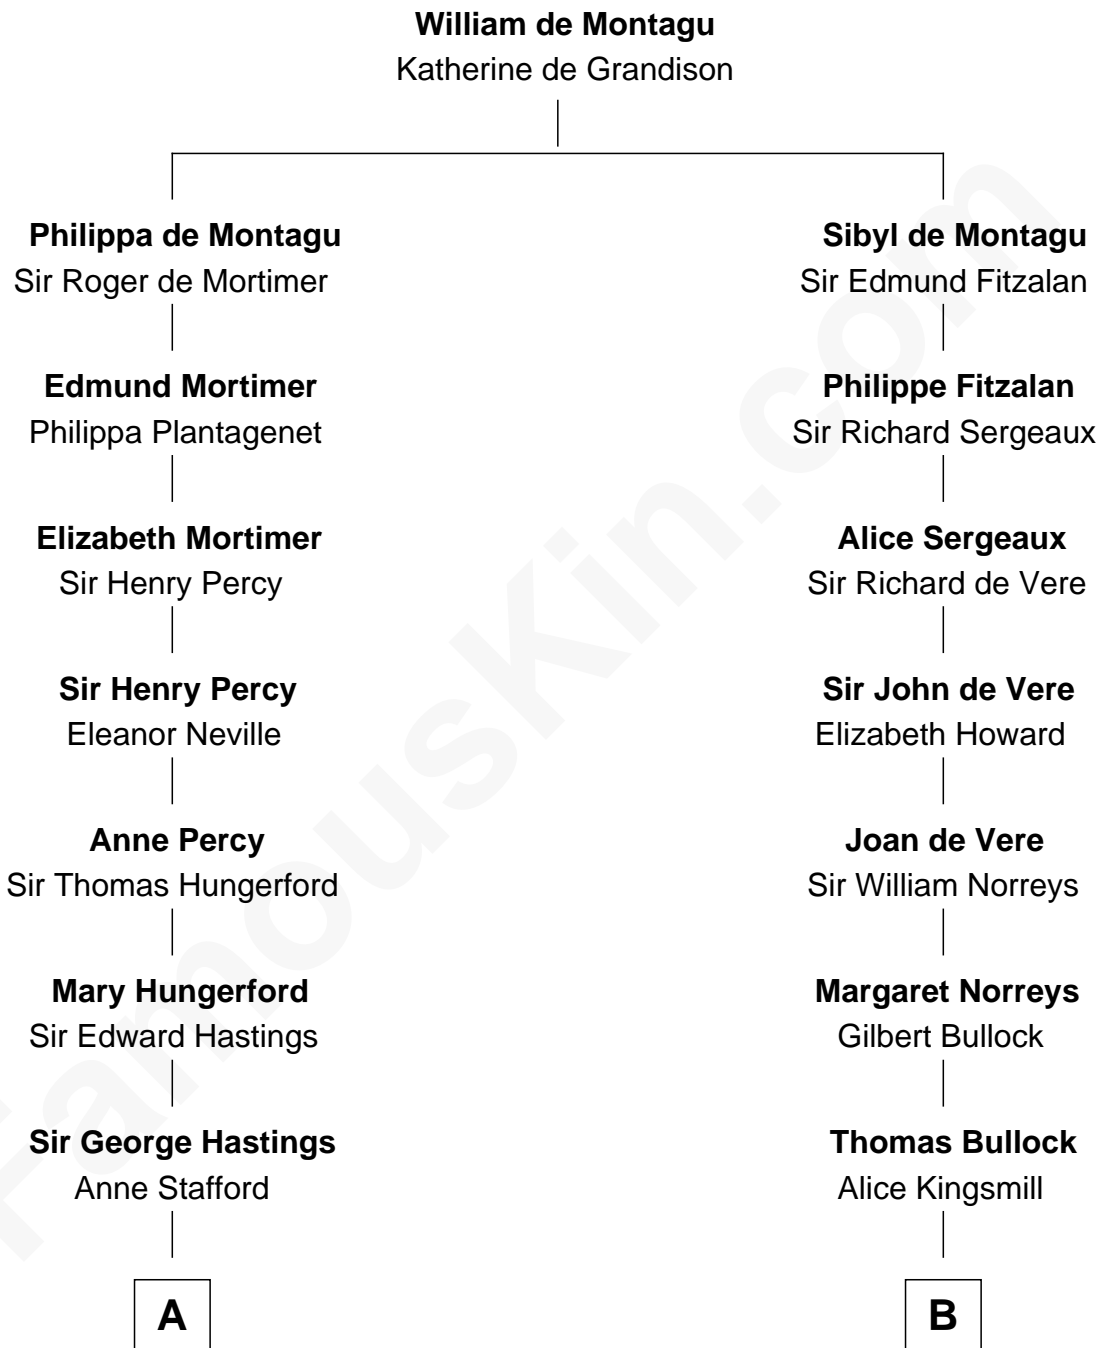 William de Montagu
Katherine de Grandison
Philippa de Montagu
Sir Roger de Mortimer
Sibyl de Montagu
Sir Edmund Fitzalan
Edmund Mortimer
Philippa Plantagenet
Philippe Fitzalan
Sir Richard Sergeaux
Elizabeth Mortimer
Sir Henry Percy
Alice Sergeaux
Sir Richard de Vere
Sir Henry Percy
Eleanor Neville
Sir John de Vere
Elizabeth Howard
Anne Percy
Sir Thomas Hungerford
Joan de Vere
Sir William Norreys
Mary Hungerford
Sir Edward Hastings
Margaret Norreys
Gilbert Bullock
Sir George Hastings
Anne Stafford
Thomas Bullock
Alice Kingsmill
A
B
FamousKin.com